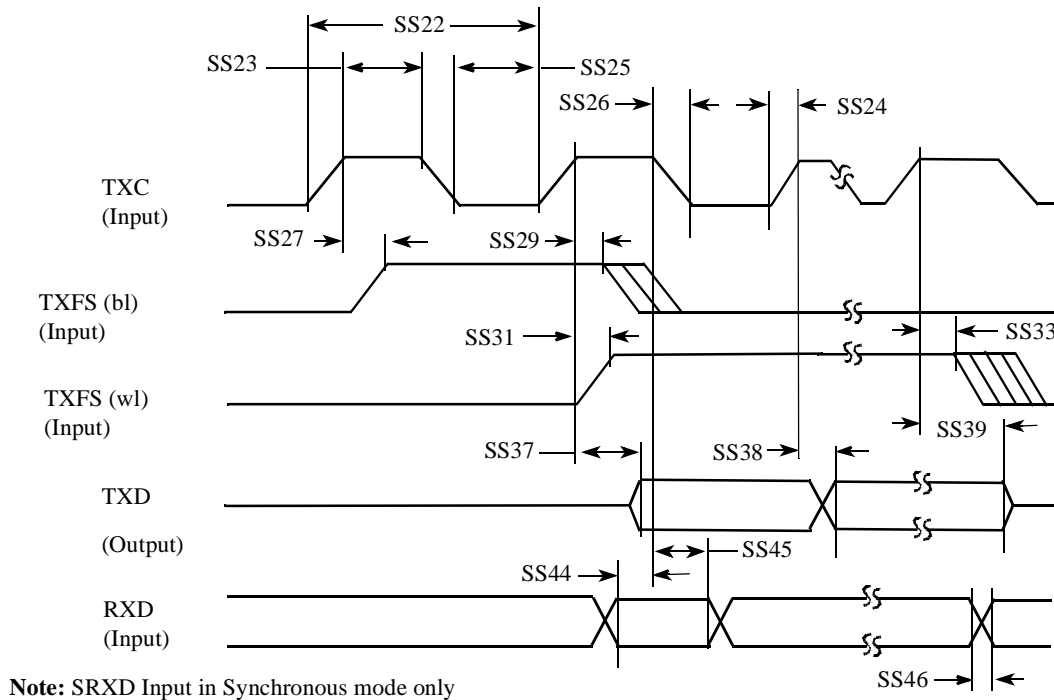 SS22
SS23
SS25
SS26
SS24
TXC
(Input)
SS27
SS29
TXFS (bl)
(Input)
SS31
SS33
TXFS (wl)
(Input)
SS39
SS37
SS38
TXD
(Output)
SS45
SS44
RXD
(Input)
SS46
Note: SRXD Input in Synchronous mode only